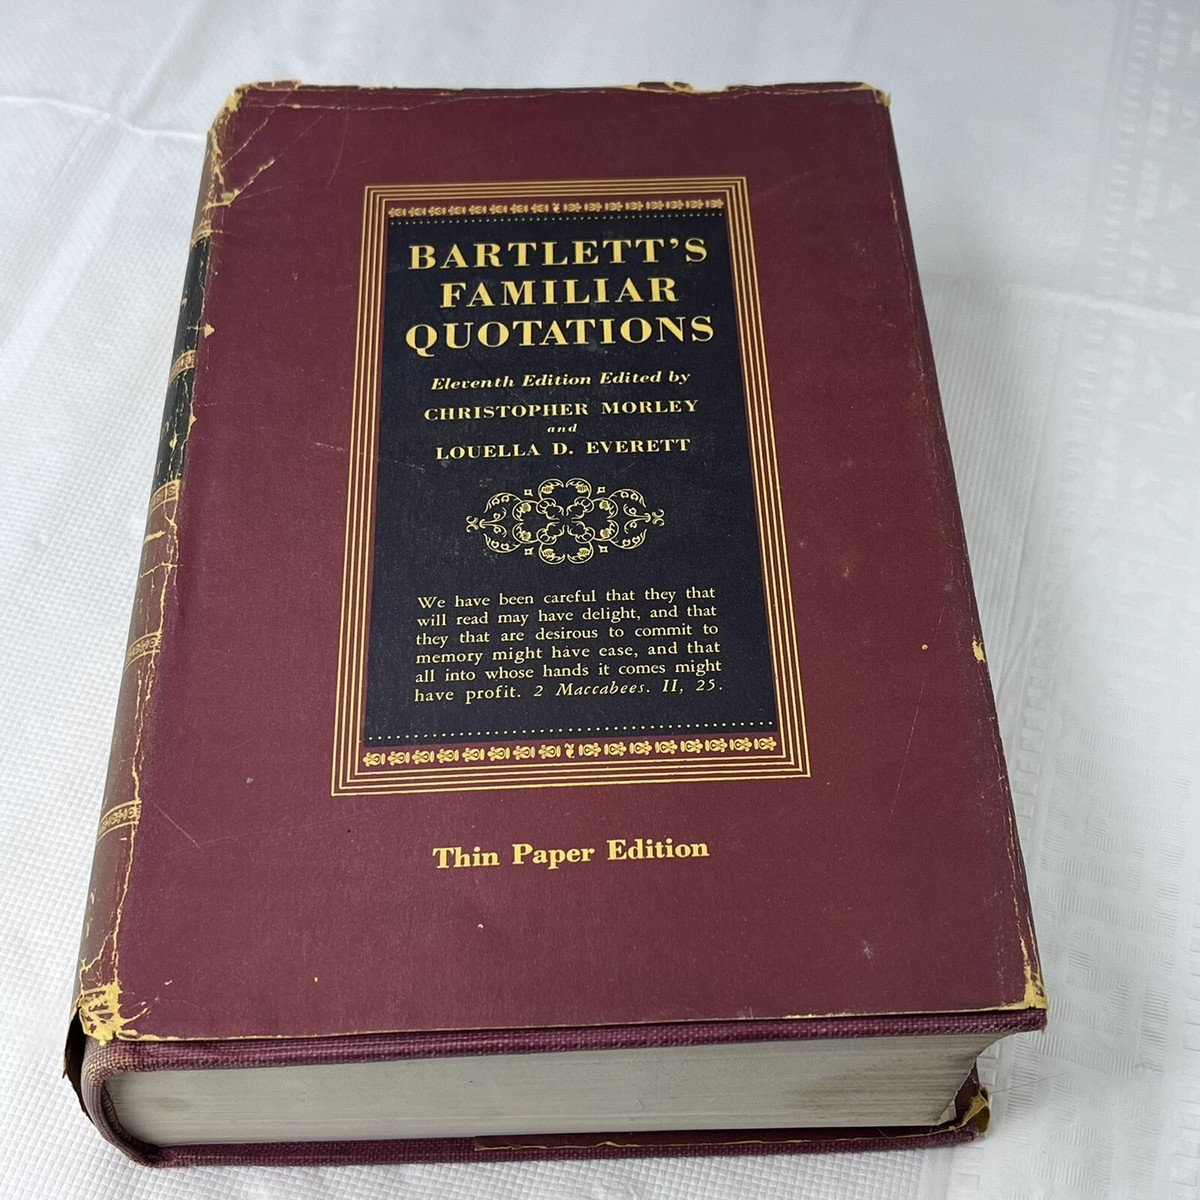 BARTLETT'S
FAMILIAR
QUOTATIONS
Eleventh Edition Edited by
CHRISTOPHER MORLEY
and
LOUELLA D. EVERETT
We have been careful that they that
will read may have delight, and that
they that are desirous to commit to
memory might have ease, and that
all into whose hands it comes might
have profit. 2 Maccabees. II, 25.
Thin Paper Edition